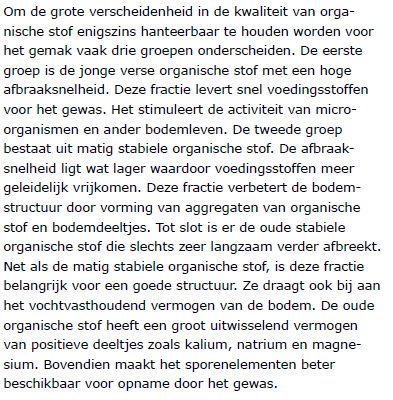 Om de grote verscheidenheid in de kwaliteit van orga-
nische stof enigszins hanteerbaar te houden worden voor
het gemak vaak drie groepen onderscheiden. De eerste
groep is de jonge verse organische stof met een hoge
afbraaksnelheid. Deze fractie levert snel voedingsstoffen
voor het gewas. Het stimuleert de activiteit van micro-
organismen en ander bodemleven. De tweede groep
bestaat uit matig stabiele organische stof. De afbraak-
snelheid ligt wat lager waardoor voedingsstoffen meer
geleidelijk vrijkomen. Deze fractie verbetert de bodem-
structuur door vorming van aggregaten van organische
stof en bodemdeeltjes. Tot slot is er de oude stabiele
organische stof die slechts zeer langzaam verder afbreekt.
Net als de matig stabiele organische stof, is deze fractie
belangrijk voor een goede structuur. Ze draagt ook bij aan
het vochtvasthoudend vermogen van de bodem. De oude
organische stof heeft een groot uitwisselend vermogen
van positieve deeltjes zoals kalium, natrium en magne-
sium. Bovendien maakt het sporenelementen beter
beschikbaar voor opname door het gewas.